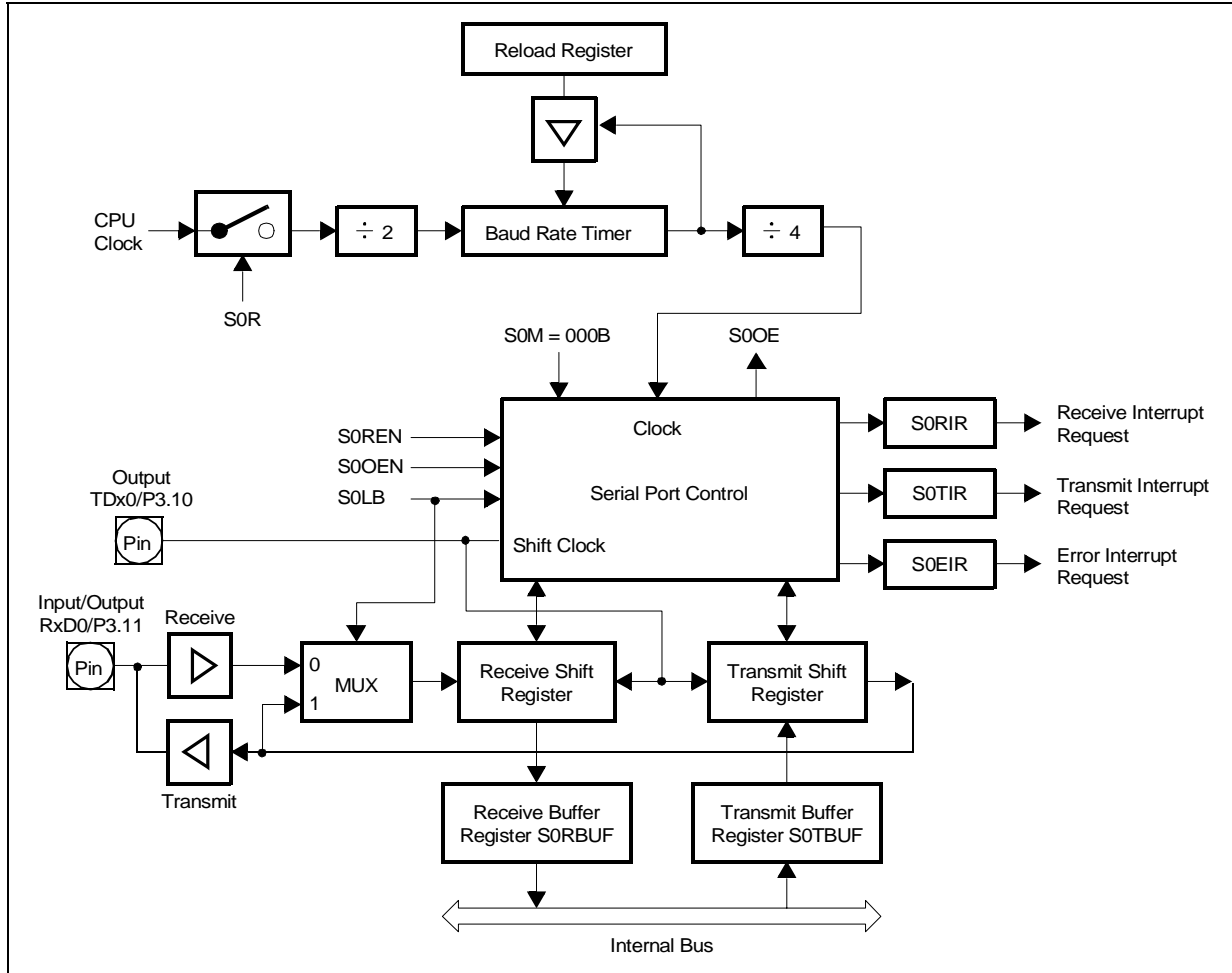 Reload Register
CPU
Clock
÷ 2
Baud Rate Timer
÷ 4
S0R
S0M = 000B
S0OE
Clock
S0REN
S0OEN
S0LB
Serial Port Control
Shift Clock
S0RIR
Receive Interrupt
Request
S0TIR
Transmit Interrupt
Request
S0EIR
Error Interrupt
Request
Output
TDx0/P3.10
Pin
Input/Output
RxD0/P3.11
Pin
Receive
0
MUX
1
Transmit
Receive Shift
Register
Transmit Shift
Register
Receive Buffer
Register S0RBUF
Transmit Buffer
Register S0TBUF
Internal Bus